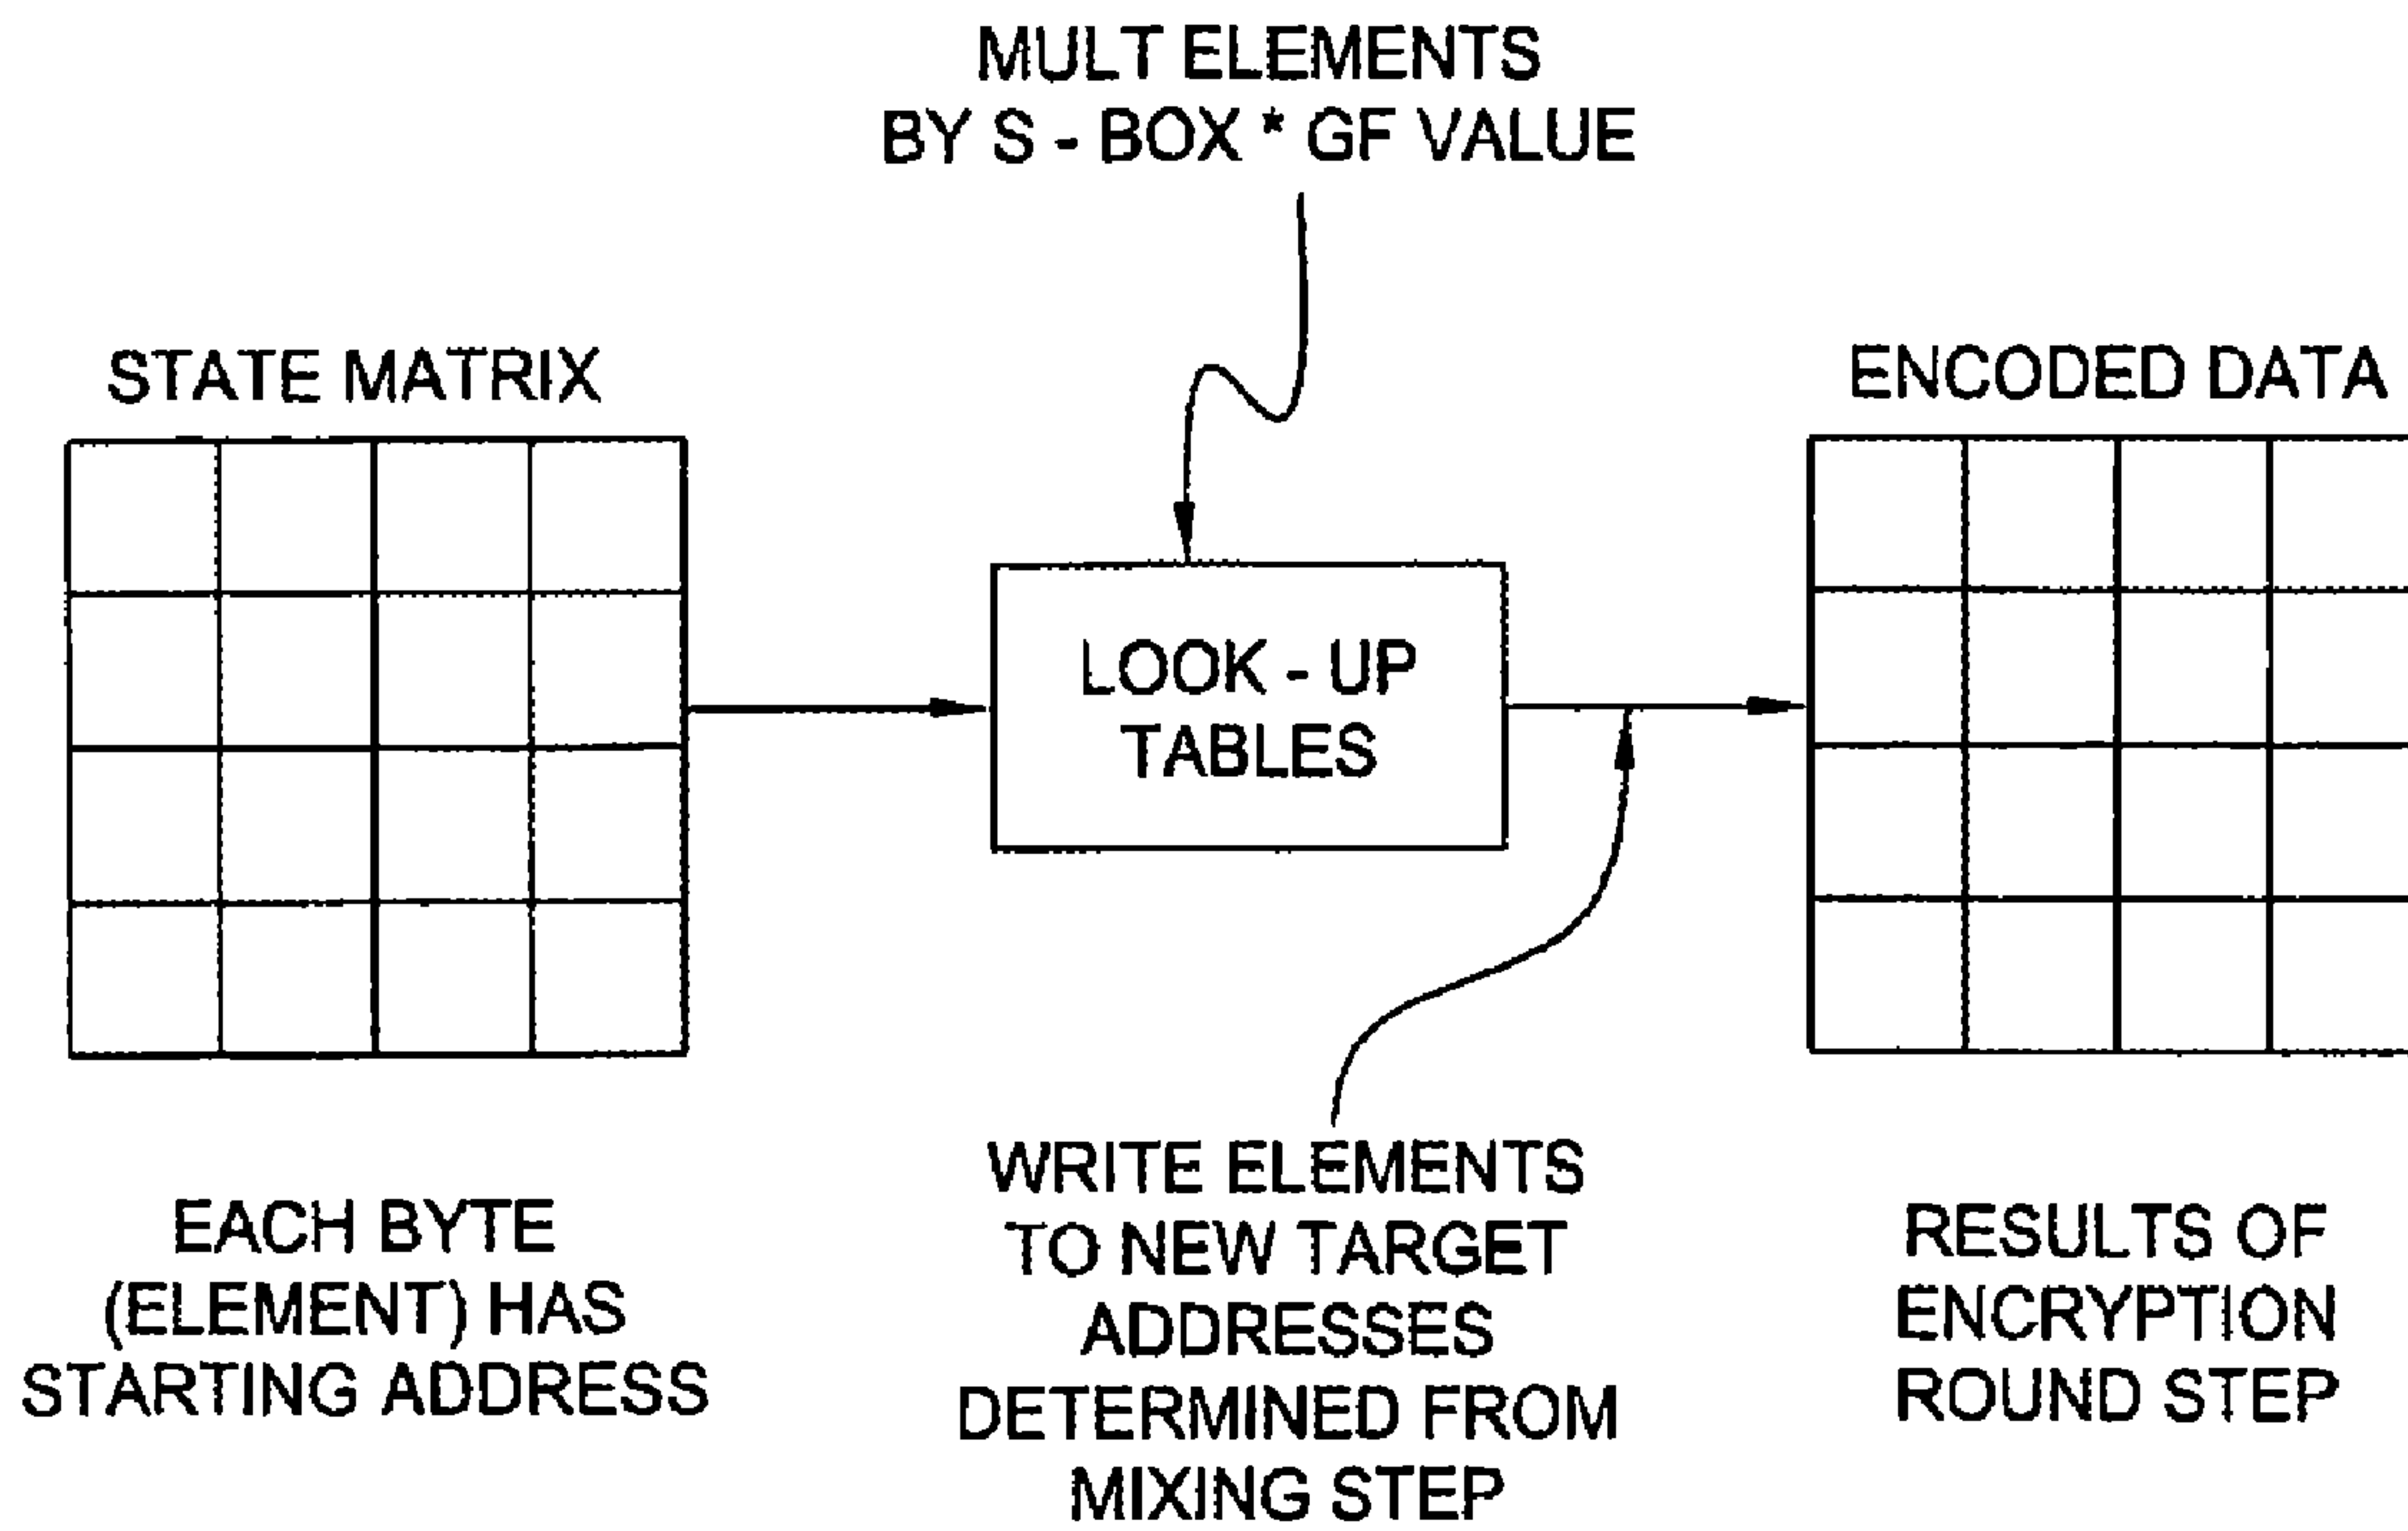 MULT ELEMENTS
BY S - BOX * GF VALUE
STATE MATRIX
ENCODED DATA
LOOK - UP
TABLES
EACH BYTE
(ELEMENT) HAS
STARTING ADDRESS
WRITE ELEMENTS
TO NEW TARGET
ADDRESSES
DETERMINED FROM
MIXING STEP
RESULTS OF
ENCRYPTION
ROUND STEP